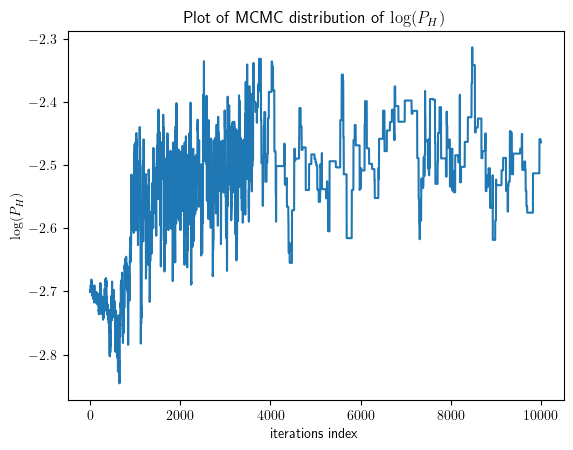 Plot of MCMC distribution of log(P_H)
−2.3
−2.4
−2.5
−2.6
−2.7
−2.8
log(P_H)
0 2000 4000 6000 8000 10000
iterations index